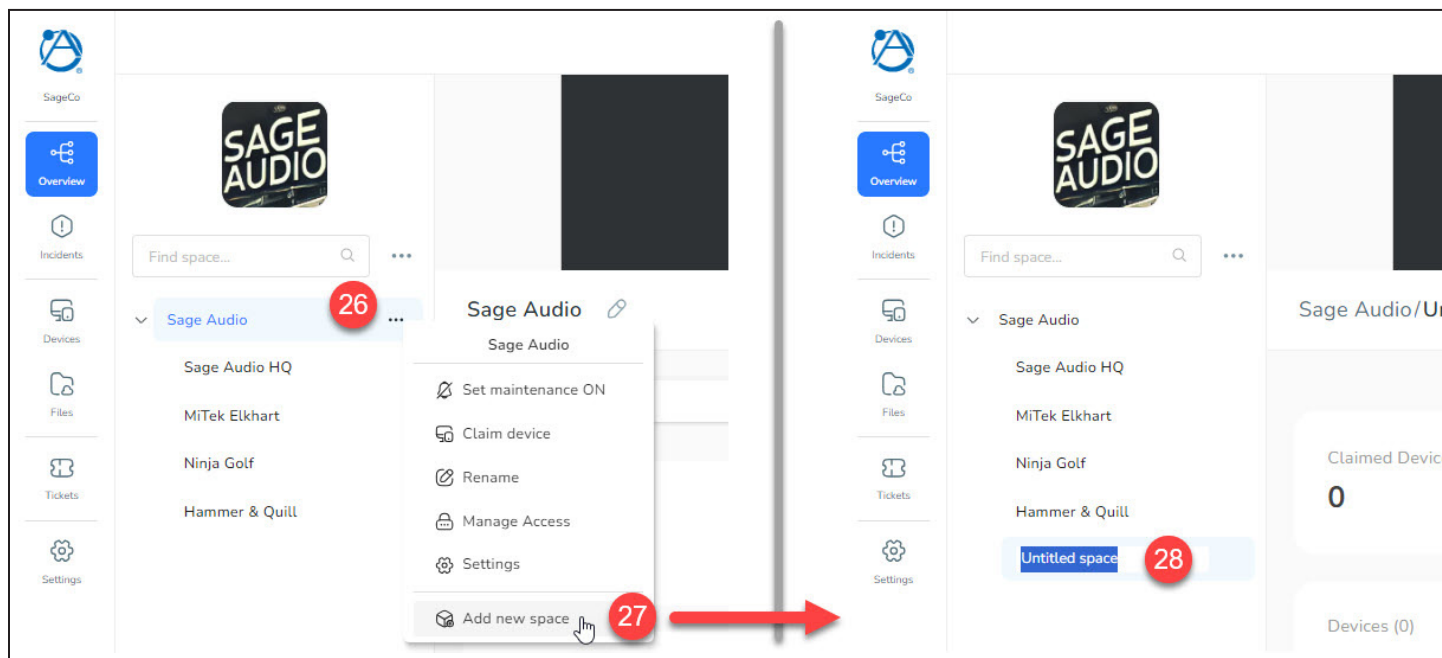 SageCo
SAGE
AUDIO
Overview
Incidents
Find space...
26
Sage Audio
Sage Audio
Devices
Sage Audio
Sage Audio HQ
Set maintenance ON
Files
MiTek Elkhart
Claim device
Ninja Golf
Rename
Tickets
Hammer & Quill
Manage Access
Settings
Settings
Add new space
27
SageCo
SAGE
AUDIO
Overview
Incidents
Find space...
Sage Audio
Sage Audio/Un
Devices
Sage Audio HQ
Files
MiTek Elkhart
Ninja Golf
Claimed Devic
0
Tickets
Hammer & Quill
Untitled space
28
Settings
Devices (0)